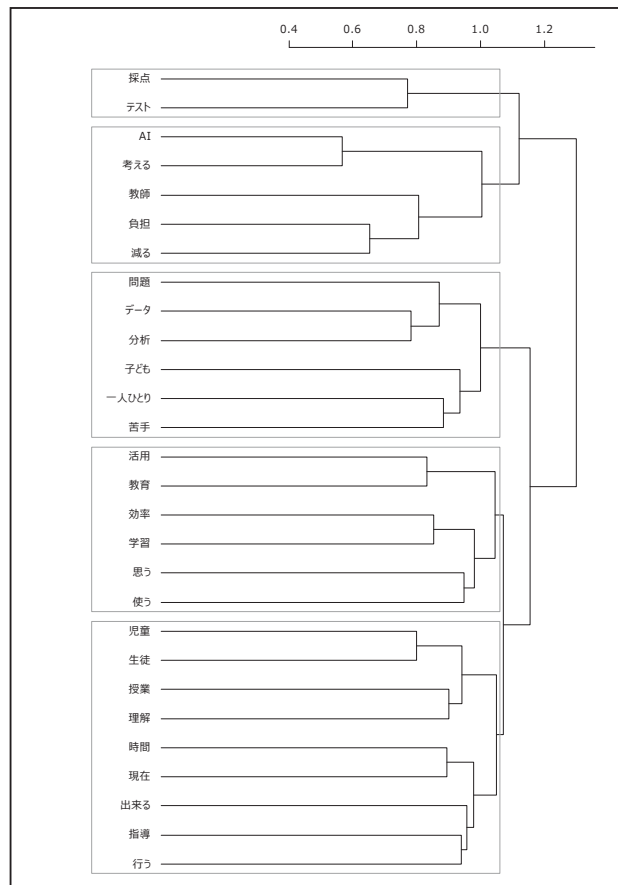 0.4 0.6 0.8 1.0 1.2
採点
テスト
AI
考える
教師
負担
減る
問題
データ
分析
子ども
一人ひとり
苦手
活用
教育
効率
学習
思う
使う
児童
生徒
授業
理解
時間
現在
出来る
指導
行う